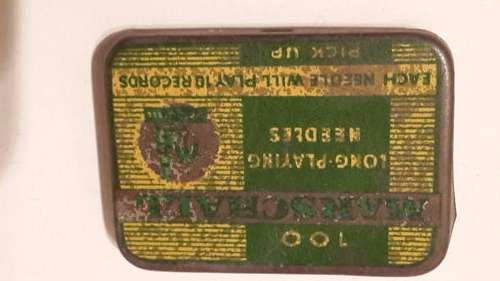 100
MARSCHALL
LONG-PLAYING
NEEDLES
EACH NEEDLE WILL PLAY 10 RECORDS
PICK UP